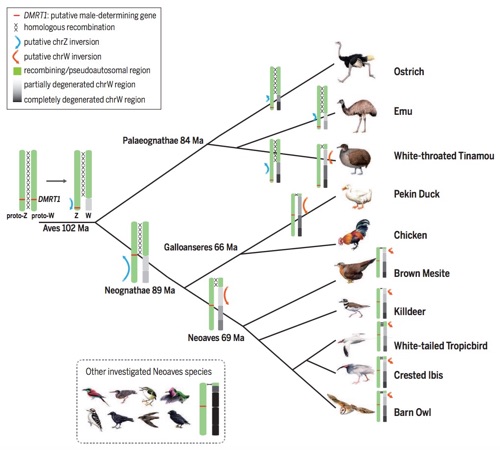 DMRT1: putative male-determining gene
homologous recombination
putative chrZ inversion
putative chrW inversion
recombining/pseudoautosomal region
partially degenerated chrW region
completely degenerated chrW region
Ostrich
Emu
Palaeognathae 84 Ma
White-throated Tinamou
Pekin Duck
DMRT1
proto-Z proto-W Z W
Aves 102 Ma
Chicken
Galloanseres 66 Ma
Brown Mesite
Neognathae 89 Ma
Killdeer
Neoaves 69 Ma
White-tailed Tropicbird
Other investigated Neoaves species
Crested Ibis
Barn Owl